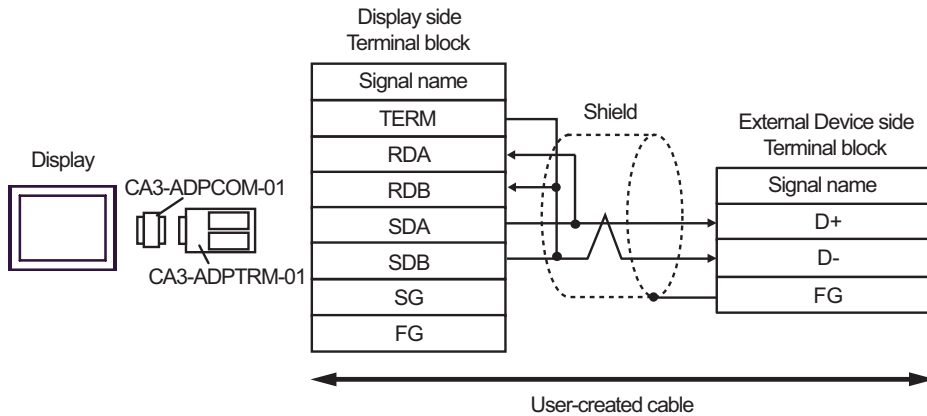 Display side
Terminal block
Signal name
TERM
RDA
RDB
SDA
SDB
SG
FG
Shield
External Device side
Terminal block
Signal name
D+
D-
FG
Display
CA3-ADPCOM-01
CA3-ADPTRM-01
User-created cable